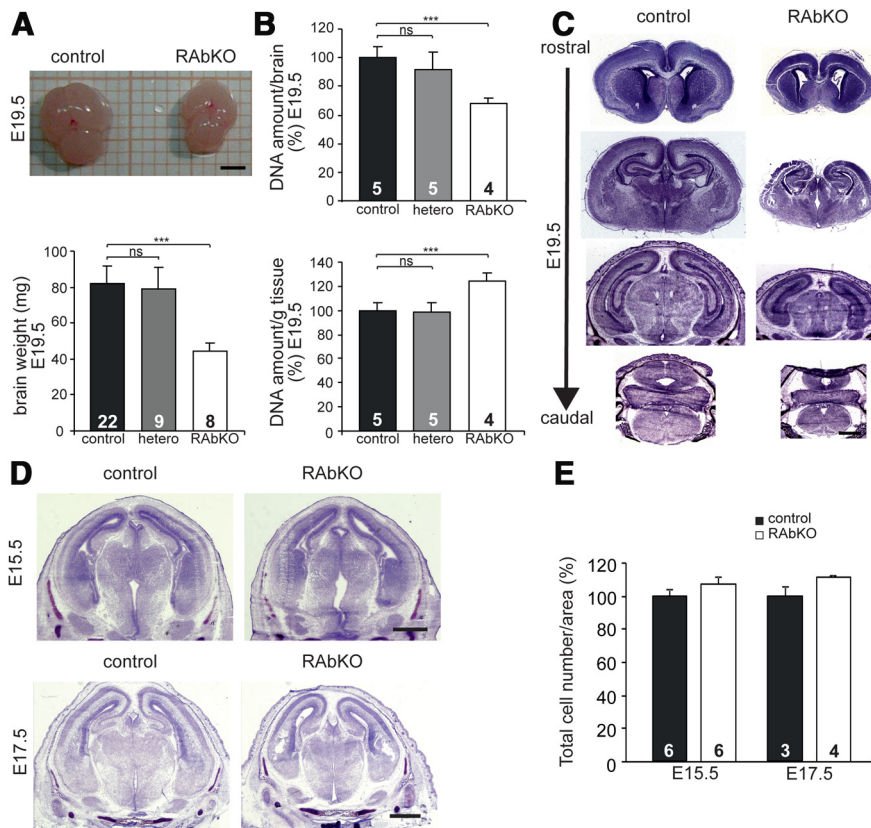 A
control RAbKO
E19.5
brain weight (mg)
E19.5
100
80
60
40
20
0
***
ns
22 9 8
control hetero RAbKO
B
DNA amount/brain
(%) E19.5
120
100
80
60
40
20
0
***
ns
5 5 4
control hetero RAbKO
DNA amount/g tissue
(%) E19.5
140
120
100
80
60
40
20
0
***
ns
5 5 4
control hetero RAbKO
C
control RAbKO
rostral
E19.5
caudal
D
control RAbKO
E15.5
control RAbKO
E17.5
E
control
RAbKO
Total cell number/area (%)
120
100
80
60
40
20
0
6 6 3 4
E15.5 E17.5